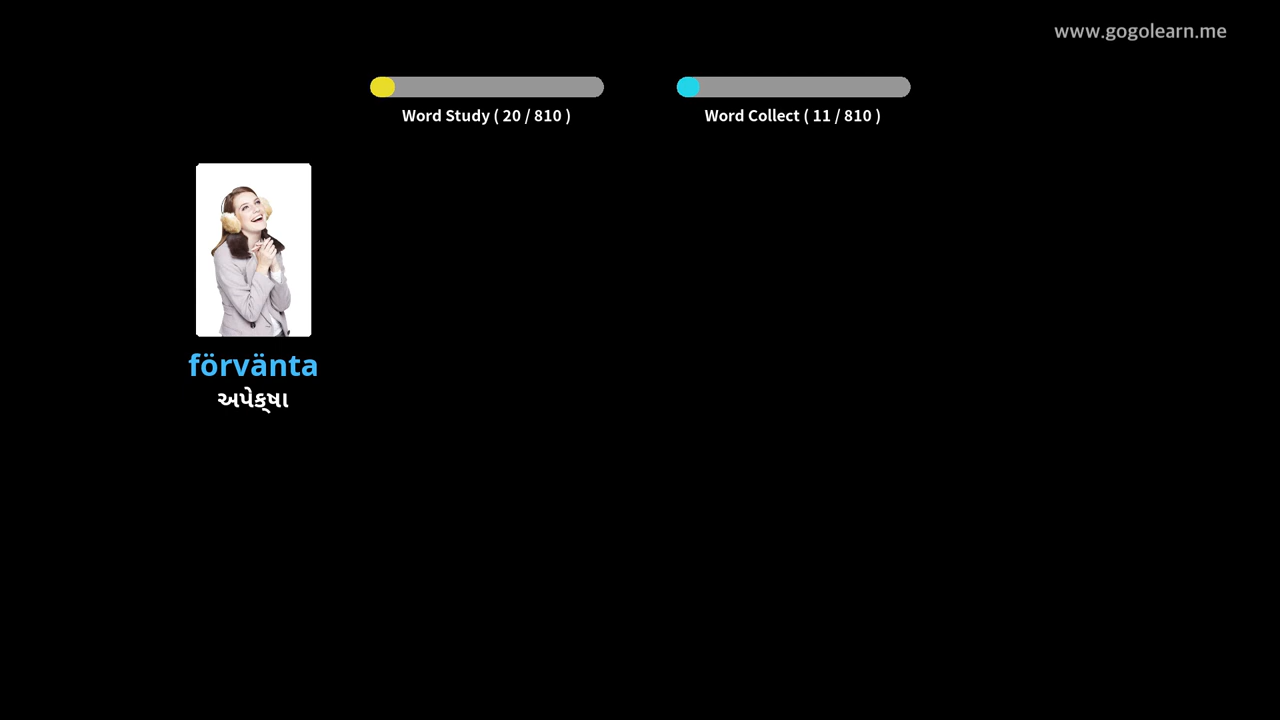 www.gogolearn.me
Word Study ( 20 / 810 )
Word Collect ( 11 / 810 )
förvänta
અપેક્ષા